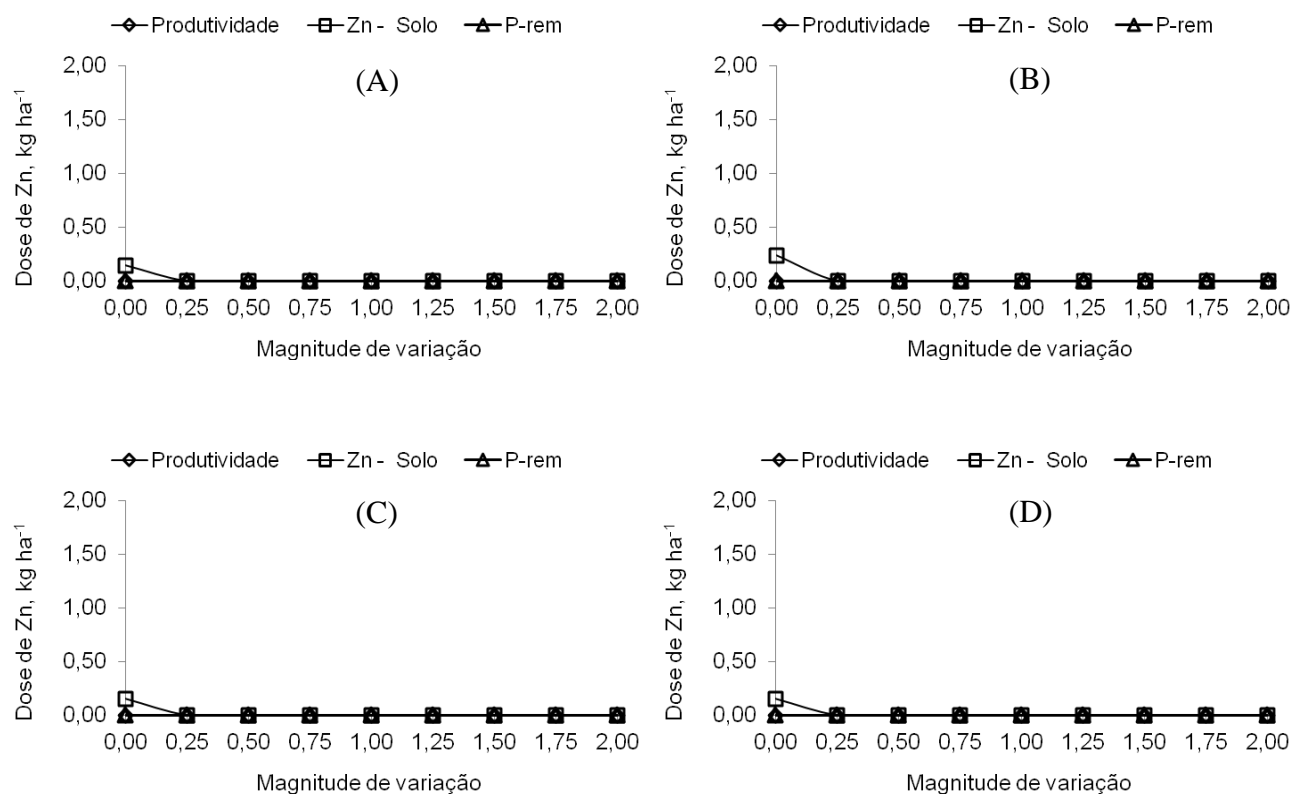 Produtividade Zn - Solo P-rem
(A)
Dose de Zn, kg ha⁻¹
2,00
1,50
1,00
0,50
0,00
0,00 0,25 0,50 0,75 1,00 1,25 1,50 1,75 2,00
Magnitude de variação
Produtividade Zn - Solo P-rem
(B)
Dose de Zn, kg ha⁻¹
2,00
1,50
1,00
0,50
0,00
0,00 0,25 0,50 0,75 1,00 1,25 1,50 1,75 2,00
Magnitude de variação
Produtividade Zn - Solo P-rem
(C)
Dose de Zn, kg ha⁻¹
2,00
1,50
1,00
0,50
0,00
0,00 0,25 0,50 0,75 1,00 1,25 1,50 1,75 2,00
Magnitude de variação
Produtividade Zn - Solo P-rem
(D)
Dose de Zn, kg ha⁻¹
2,00
1,50
1,00
0,50
0,00
0,00 0,25 0,50 0,75 1,00 1,25 1,50 1,75 2,00
Magnitude de variação